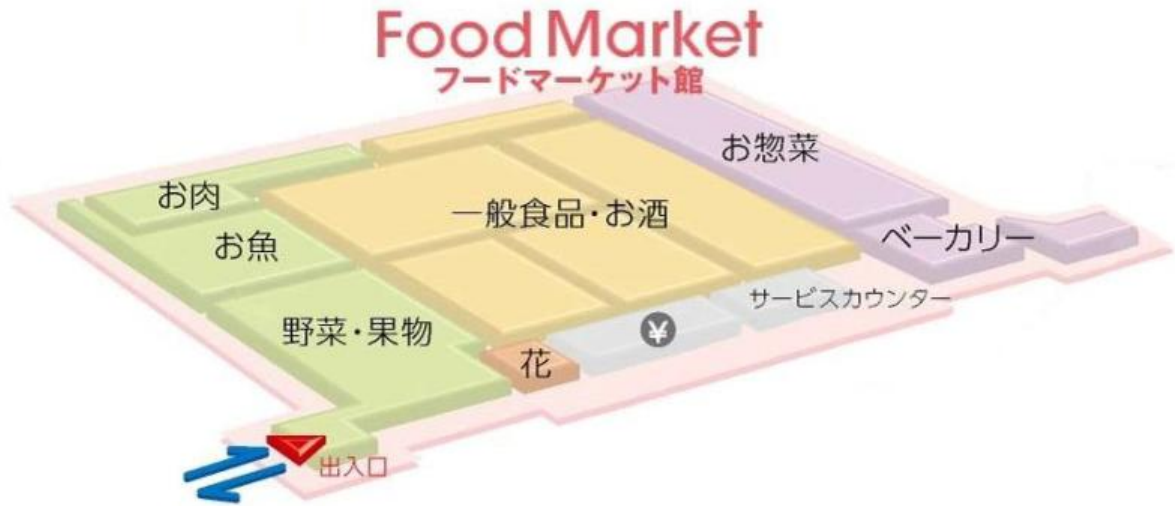 Food Market
フードマーケット館
お惣菜
お肉
一般食品・お酒
お魚
ベーカリー
サービスカウンター
野菜・果物
¥
花
出入口